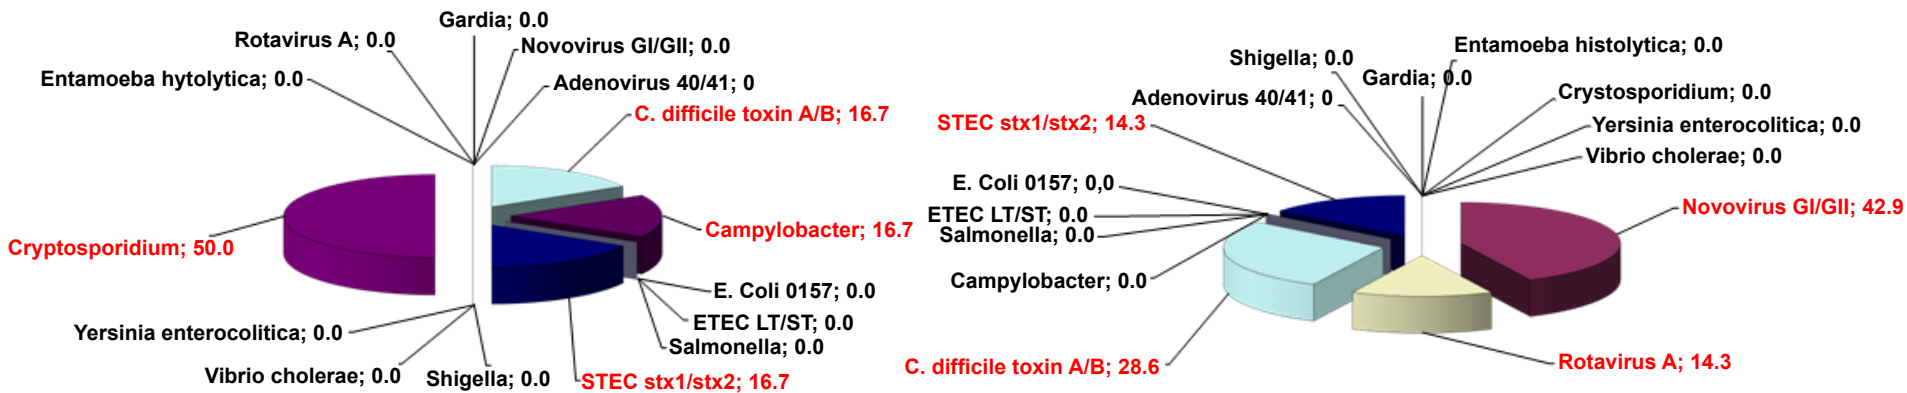 Gardia; 0.0
Rotavirus A; 0.0
Novovirus GI/GII; 0.0
Entamoeba hytolytica; 0.0
Adenovirus 40/41; 0
C. difficile toxin A/B; 16.7
Campylobacter; 16.7
Cryptosporidium; 50.0
E. Coli 0157; 0.0
ETEC LT/ST; 0.0
Yersinia enterocolitica; 0.0
Salmonella; 0.0
Vibrio cholerae; 0.0
Shigella; 0.0
STEC stx1/stx2; 16.7
Entamoeba histolytica; 0.0
Shigella; 0.0
Gardia; 0.0
Adenovirus 40/41; 0
Crystosporidium; 0.0
STEC stx1/stx2; 14.3
Yersinia enterocolitica; 0.0
Vibrio cholerae; 0.0
E. Coli 0157; 0,0
Novovirus GI/GII; 42.9
ETEC LT/ST; 0.0
Salmonella; 0.0
Campylobacter; 0.0
C. difficile toxin A/B; 28.6
Rotavirus A; 14.3